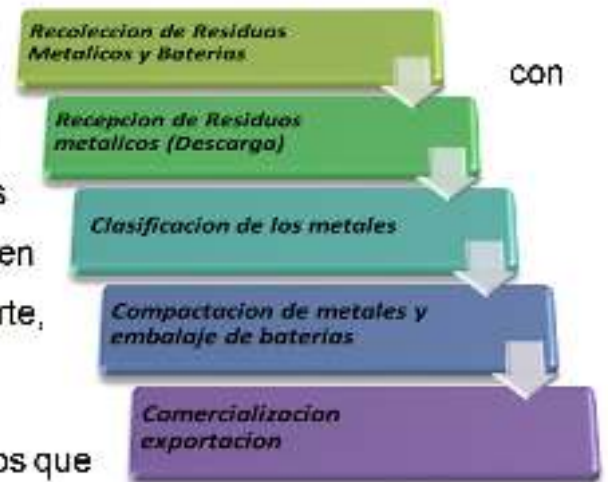 Recoleccion de Residuos
Metalicos y Baterias
con
Recepcion de Residuos
metalicos (Descarga)
s
Clasificacion de los metales
en
rte,
Compactacion de metales y
embalaje de baterias
Comercializacion
exportacion
os que